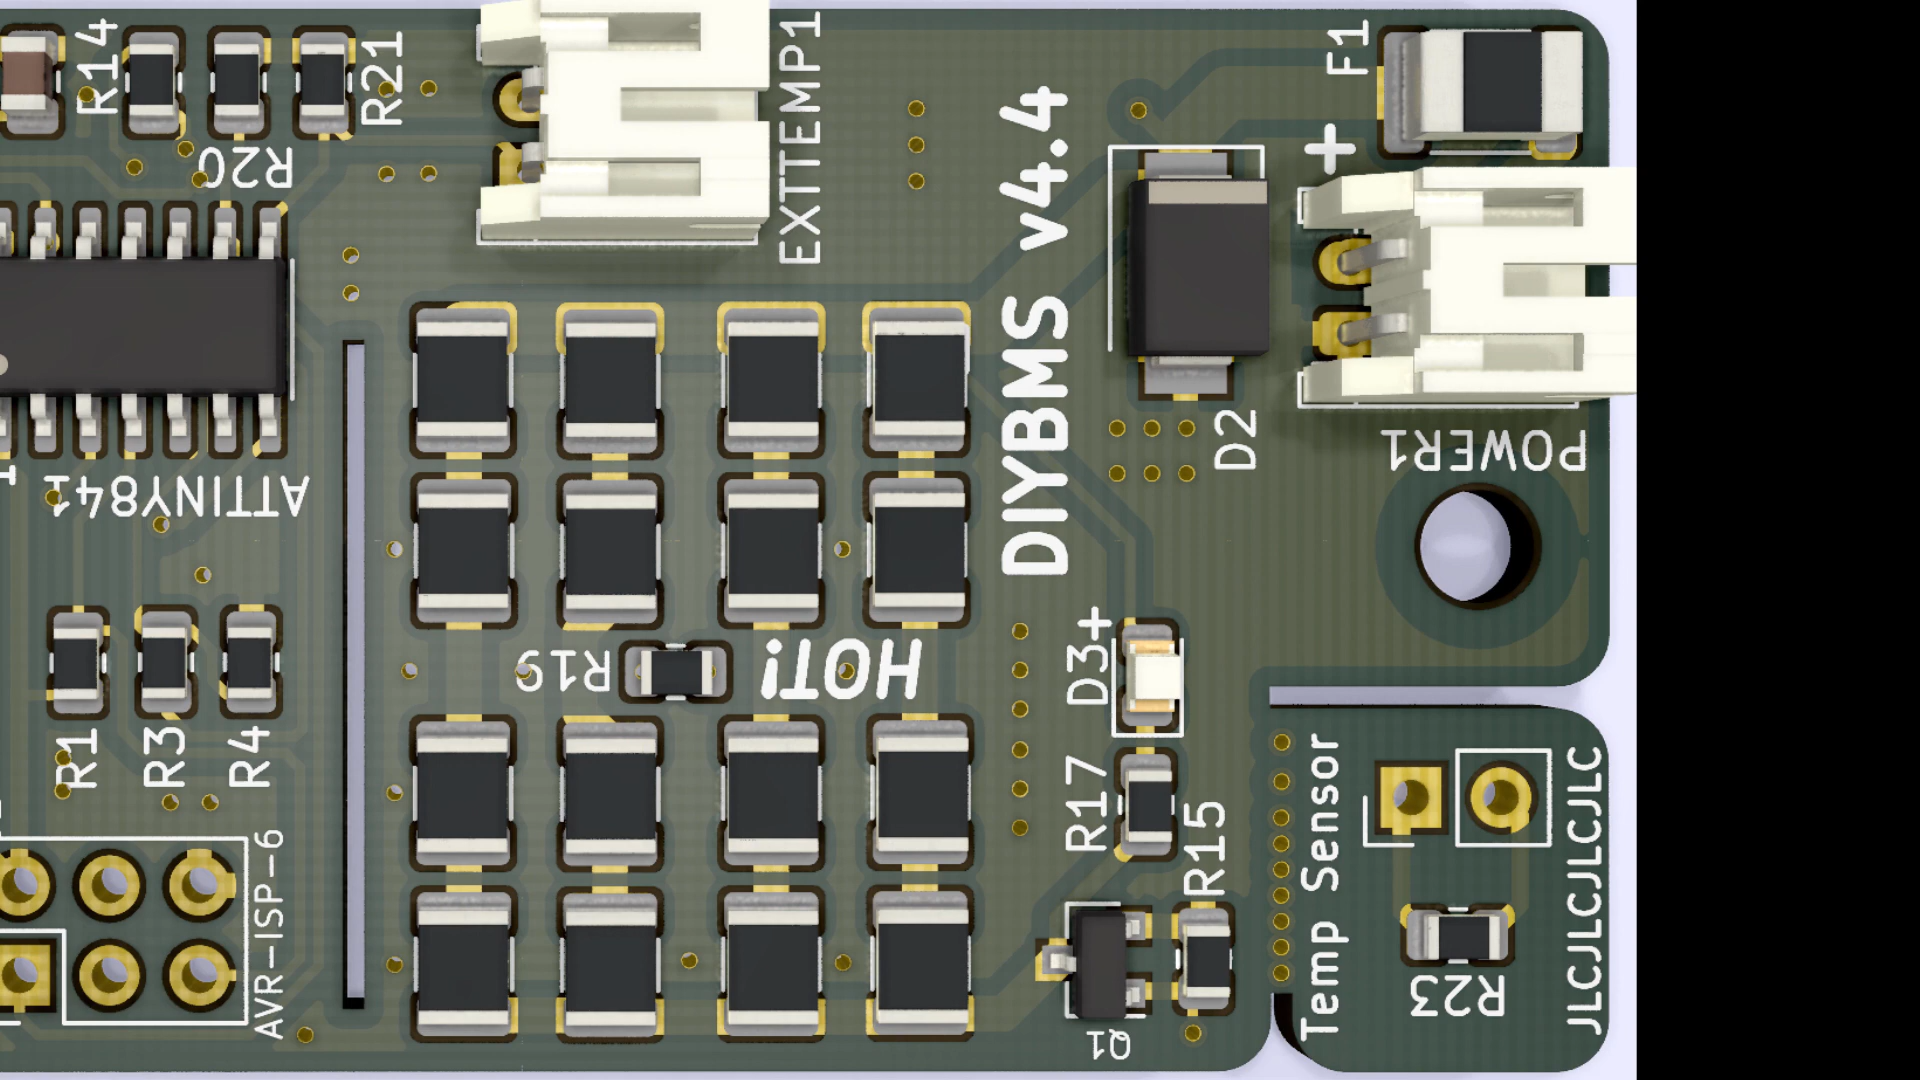 R14
R21
R20
EXTTEMP1
F1
+
DIYBMS v4.4
D2
POWER1
ATTINY841
R19
HOT!
D3+
R1
R3
R4
R17
R15
AVR-ISP-6
Q1
Temp Sensor
R23
JLCJLCJLCJLC